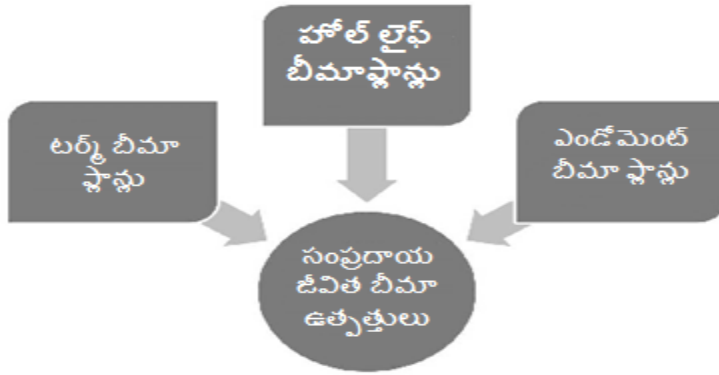 హోల్ లైఫ్
బీమాప్లాన్లు
టర్మ్ బీమా
ప్లాన్లు
ఎండోమెంట్
బీమా ప్లాన్లు
సంప్రదాయ
జీవిత బీమా
ఉత్పత్తులు